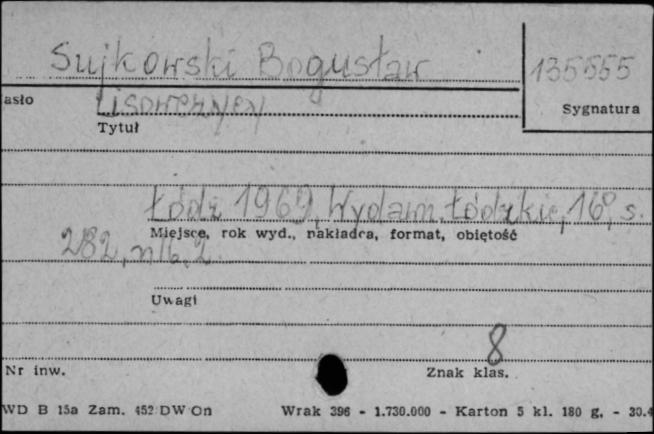 Sujkowski Bogusław 135555
asło Lisowczycy Sygnatura
Tytuł
Łódź 1969, Wydawn. Łódzkie, 16°, s.
Miejsce, rok wyd., nakładca, format, objętość
282, nlb. 2.
Uwagi
8
Nr inw. Znak klas.
WD B 15a Zam. 452 DW On Wrak 396 - 1.730.000 - Karton 5 kl. 180 g. - 30.4